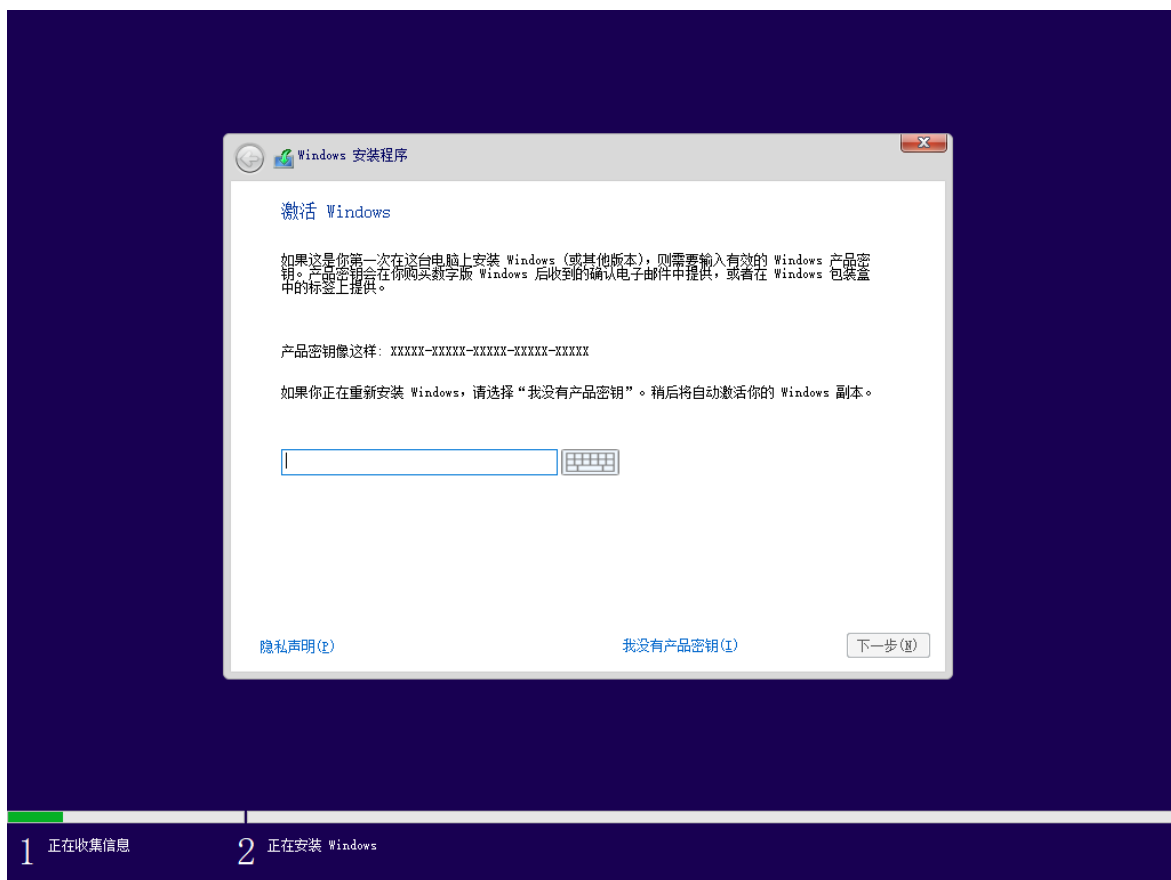 Windows 安装程序
激活 Windows
如果这是你第一次在这台电脑上安装 Windows (或其他版本)，则需要输入有效的 Windows 产品密
钥。产品密钥会在你购买数字版 Windows 后收到的确认电子邮件中提供，或者在 Windows 包装盒
中的标签上提供。
产品密钥像这样: XXXXX-XXXXX-XXXXX-XXXXX-XXXXX
如果你正在重新安装 Windows，请选择“我没有产品密钥”。稍后将自动激活你的 Windows 副本。
隐私声明(P) 我没有产品密钥(I) 下一步(N)
1 正在收集信息 2 正在安装 Windows